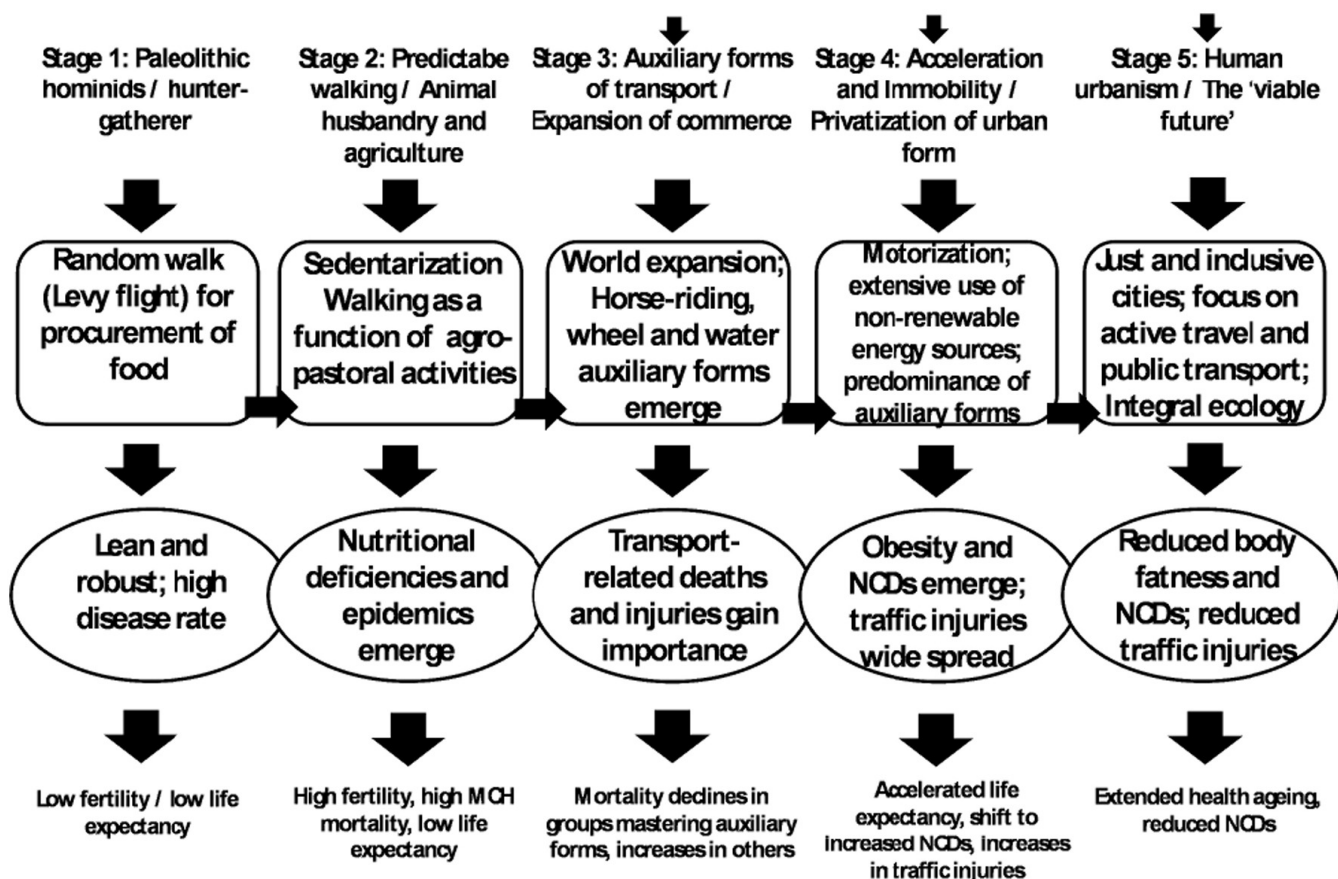 Stage 1: Paleolithic
hominids / hunter-
gatherer
Stage 2: Predictabe
walking / Animal
husbandry and
agriculture
Stage 3: Auxiliary forms
of transport /
Expansion of commerce
Stage 4: Acceleration
and Immobility /
Privatization of urban
form
Stage 5: Human
urbanism / The ‘viable
future’
Random walk
(Levy flight) for
procurement of
food
Sedentarization
Walking as a
function of agro-
pastoral activities
World expansion;
Horse-riding,
wheel and water
auxiliary forms
emerge
Motorization;
extensive use of
non-renewable
energy sources;
predominance of
auxiliary forms
Just and inclusive
cities; focus on
active travel and
public transport;
Integral ecology
Lean and
robust; high
disease rate
Nutritional
deficiencies and
epidemics
emerge
Transport-
related deaths
and injuries gain
importance
Obesity and
NCDs emerge;
traffic injuries
wide spread
Reduced body
fatness and
NCDs; reduced
traffic injuries
Low fertility / low life
expectancy
High fertility, high MCH
mortality, low life
expectancy
Mortality declines in
groups mastering auxiliary
forms, increases in others
Accelerated life
expectancy, shift to
increased NCDs, increases
in traffic injuries
Extended health ageing,
reduced NCDs